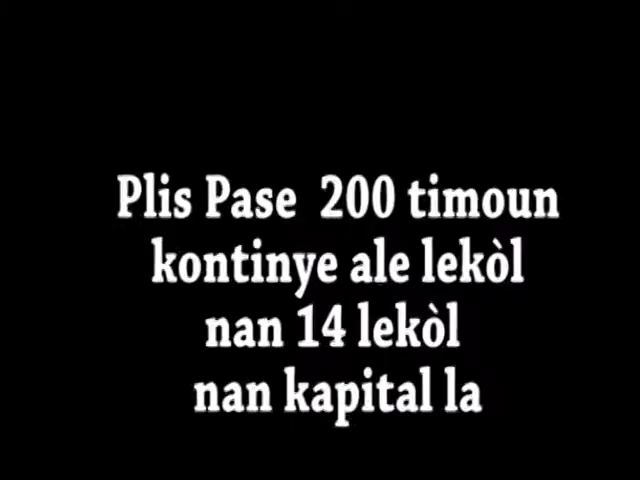 Plis Pase 200 timoun
kontinye ale lekòl
nan 14 lekòl
nan kapital la